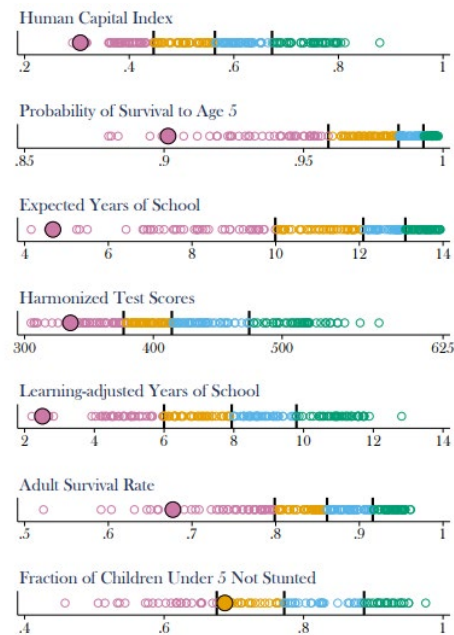 Human Capital Index
.2 .4 .6 .8 1
Probability of Survival to Age 5
.85 .9 .95 1
Expected Years of School
4 6 8 10 12 14
Harmonized Test Scores
300 400 500 625
Learning-adjusted Years of School
2 4 6 8 10 12 14
Adult Survival Rate
.5 .6 .7 .8 .9 1
Fraction of Children Under 5 Not Stunted
.4 .6 .8 1